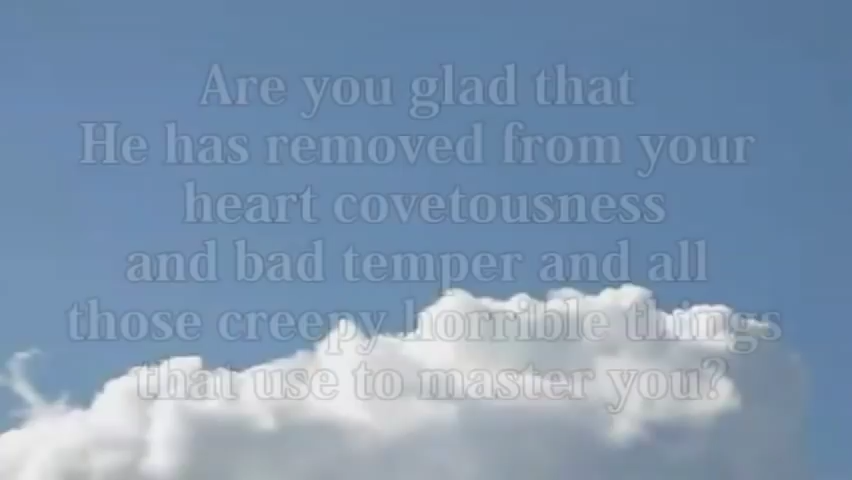 Are you glad that
He has removed from your
heart covetousness
and bad temper and all
those creepy horrible things
that use to master you?